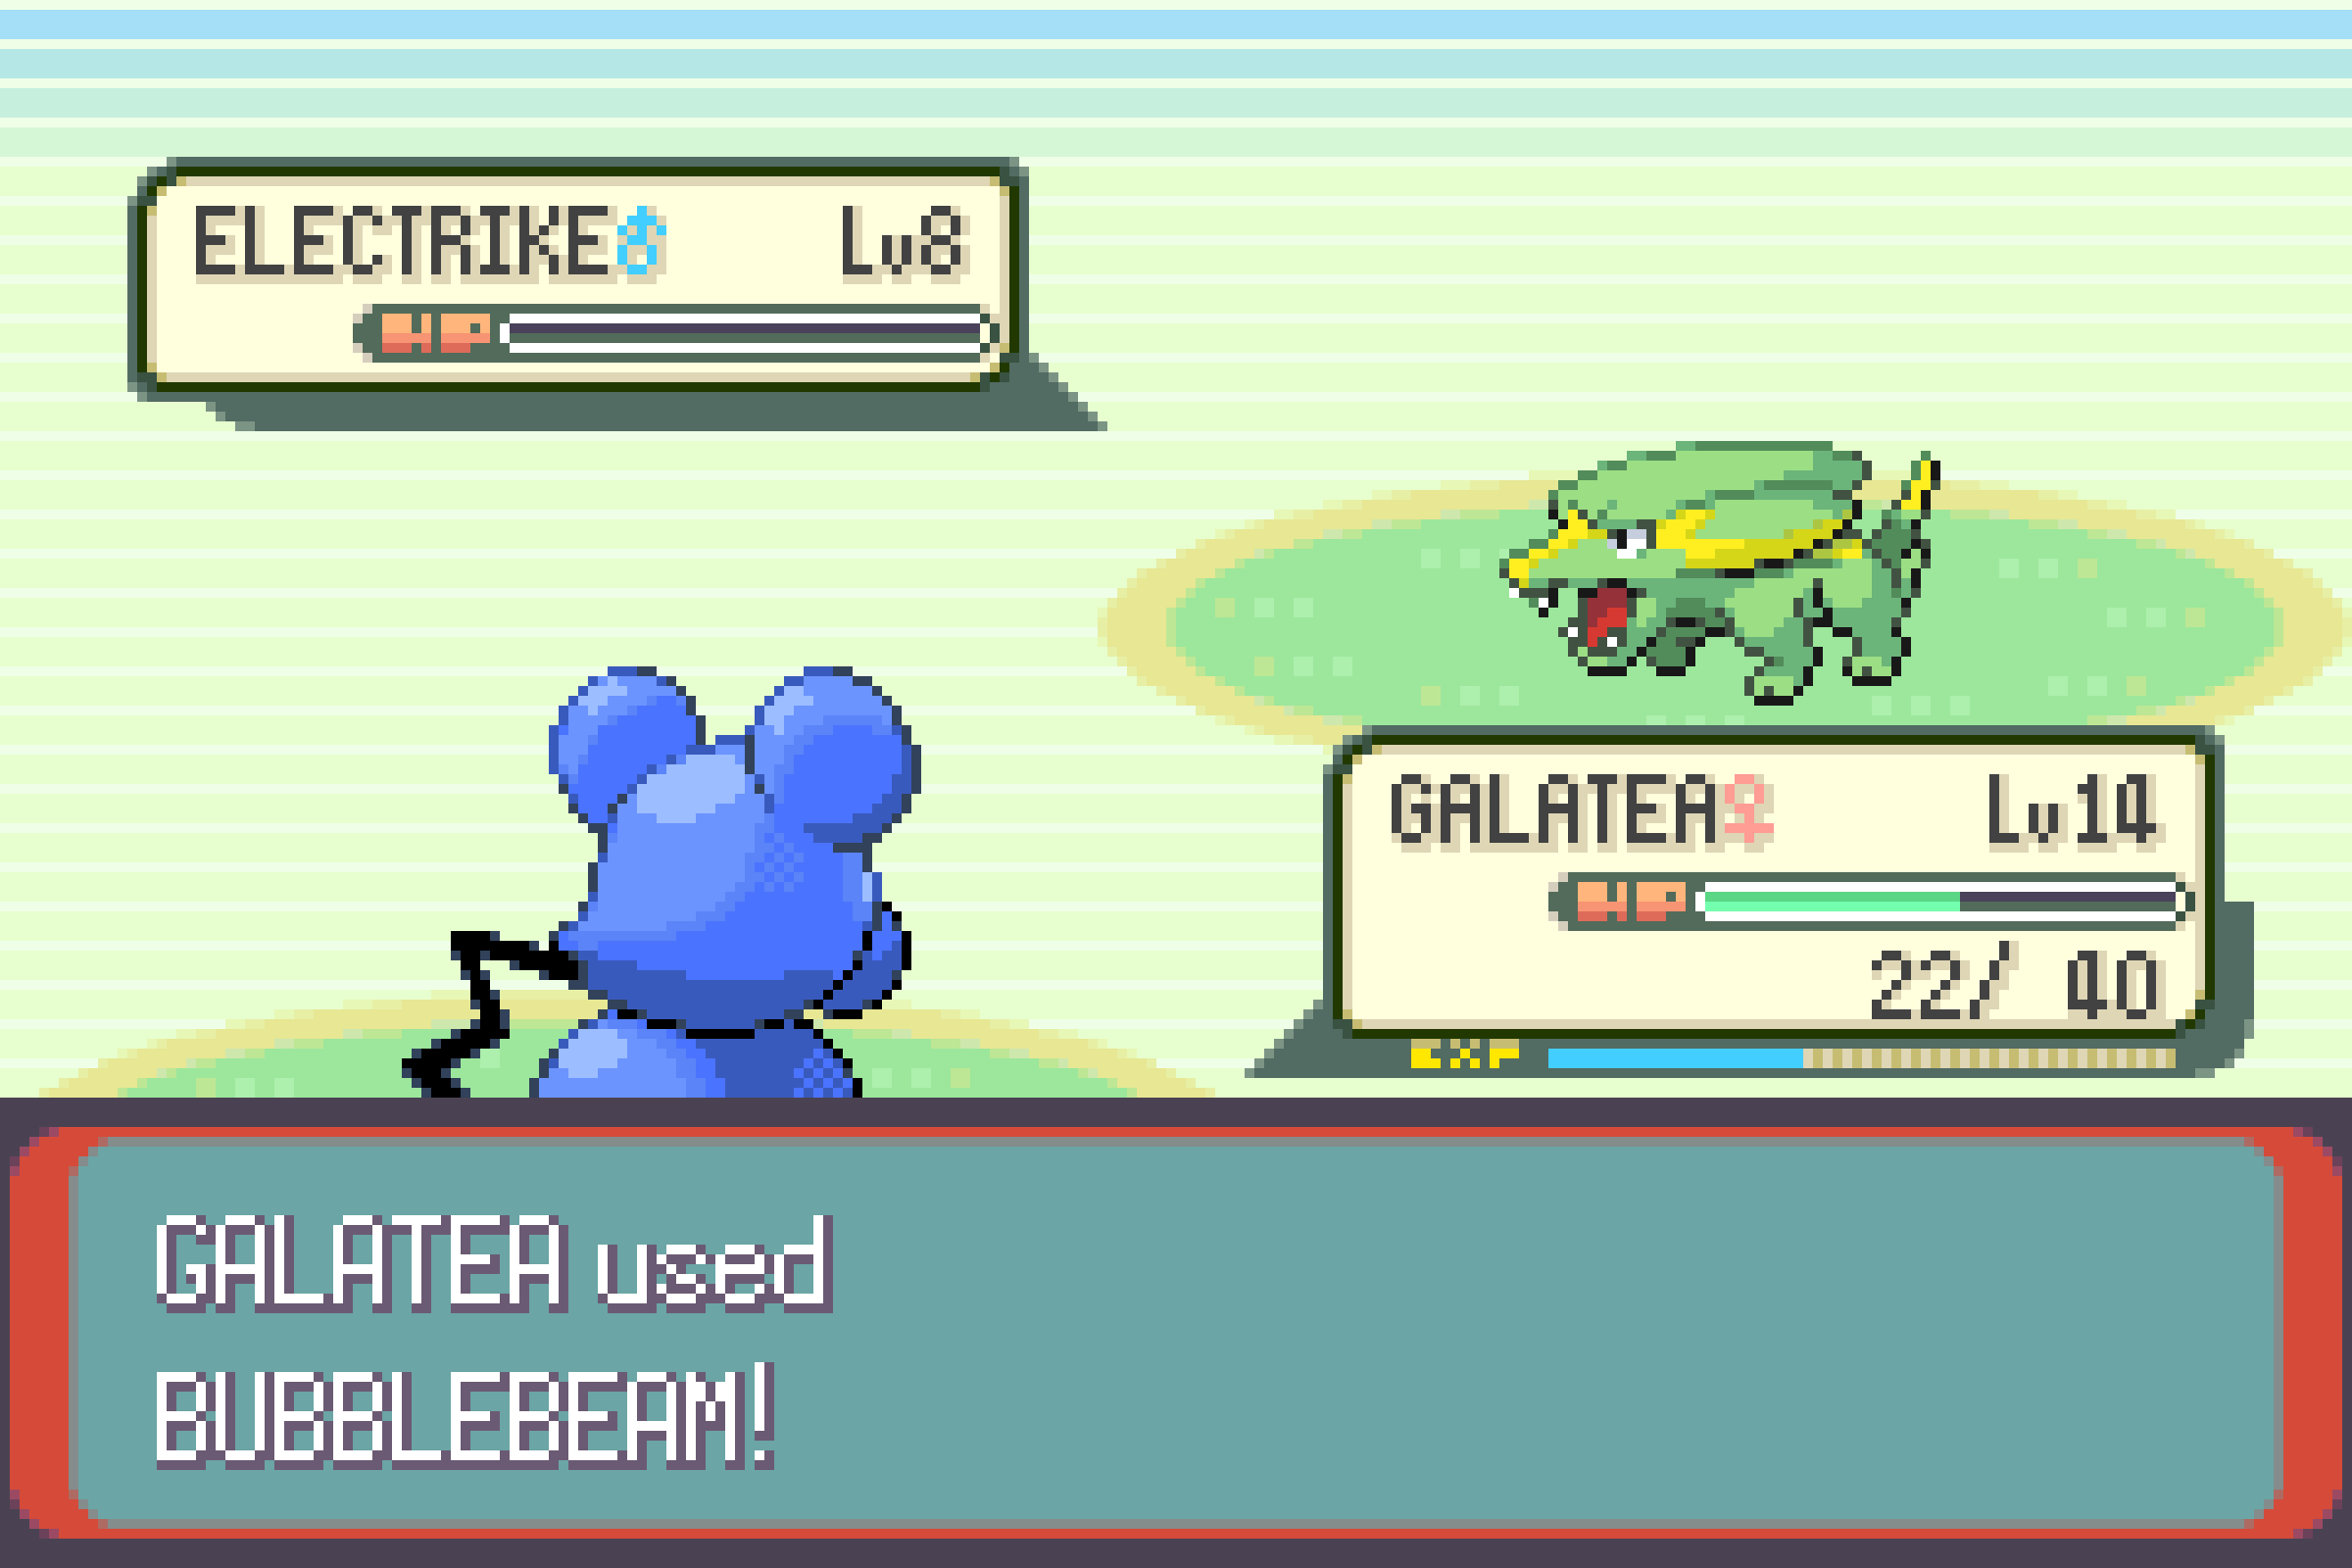 ELECTRIKE♂ Lv8
HP
GALATEA♀ Lv14
HP
22/ 40
EXP
GALATEA used
BUBBLEBEAM!